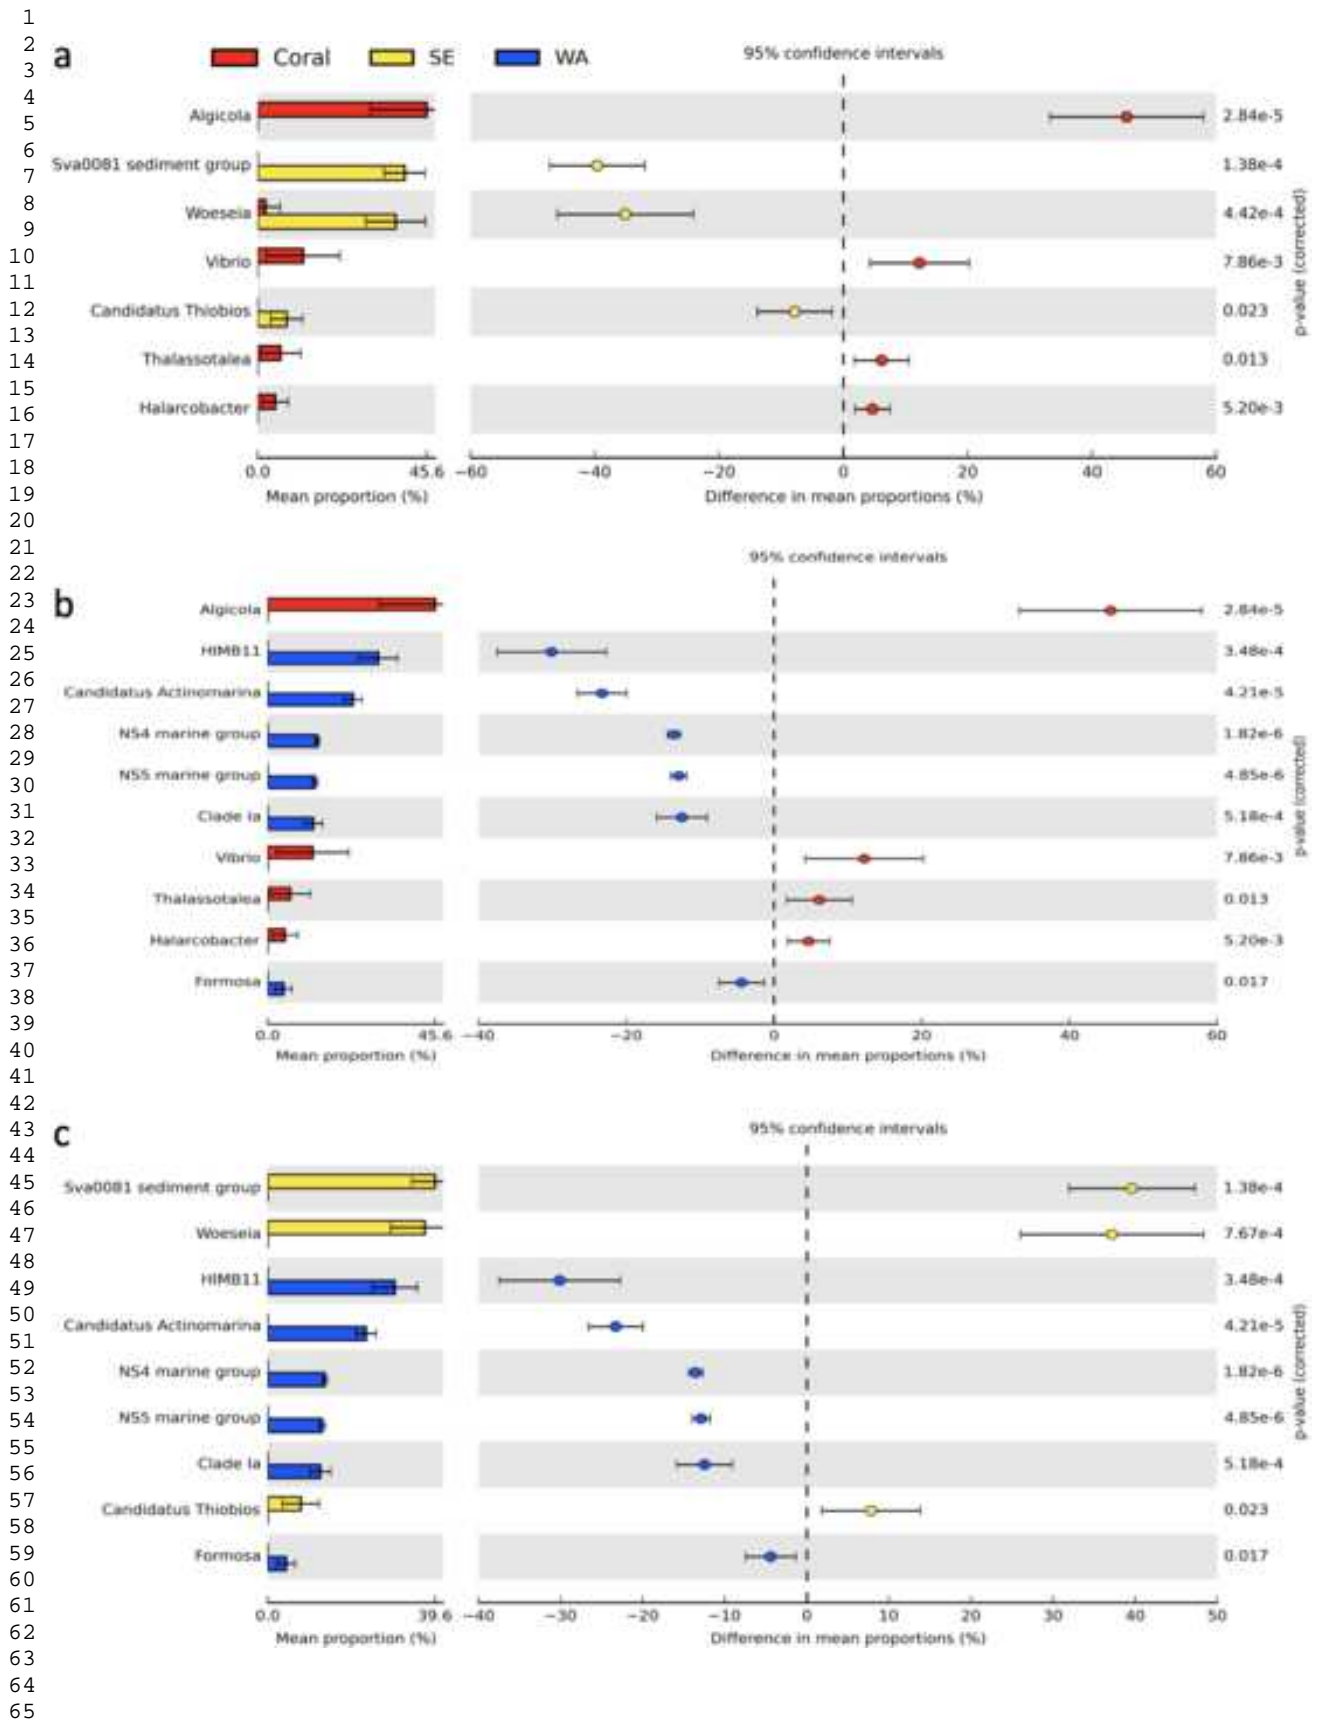 1
2
3
4
5
6
7
8
9
10
11
12
13
14
15
16
17
18
19
20
21
22
23
24
25
26
27
28
29
30
31
32
33
34
35
36
37
38
39
40
41
42
43
44
45
46
47
48
49
50
51
52
53
54
55
56
57
58
59
60
61
62
63
64
65
a
Coral SE WA
95% confidence intervals
Algicola 2.84e-5
Sva0081 sediment group 1.38e-4
Woeseia 4.42e-4
Vibrio 7.86e-3
Candidatus Thiobios 0.023
Thalassotalea 0.013
Halarcobacter 5.20e-3
p-value (corrected)
0.0 45.6 −60 −40 −20 0 20 40 60
Mean proportion (%) Difference in mean proportions (%)
95% confidence intervals
b
Algicola 2.84e-5
HIMB11 3.48e-4
Candidatus Actinomarina 4.21e-5
NS4 marine group 1.82e-6
NS5 marine group 4.85e-6
Clade Ia 5.18e-4
Vibrio 7.86e-3
Thalassotalea 0.013
Halarcobacter 5.20e-3
Formosa 0.017
p-value (corrected)
0.0 45.6 −40 −20 0 20 40 60
Mean proportion (%) Difference in mean proportions (%)
c
95% confidence intervals
Sva0081 sediment group 1.38e-4
Woeseia 7.67e-4
HIMB11 3.48e-4
Candidatus Actinomarina 4.21e-5
NS4 marine group 1.82e-6
NS5 marine group 4.85e-6
Clade Ia 5.18e-4
Candidatus Thiobios 0.023
Formosa 0.017
p-value (corrected)
0.0 39.6 −40 −30 −20 −10 0 10 20 30 40 50
Mean proportion (%) Difference in mean proportions (%)